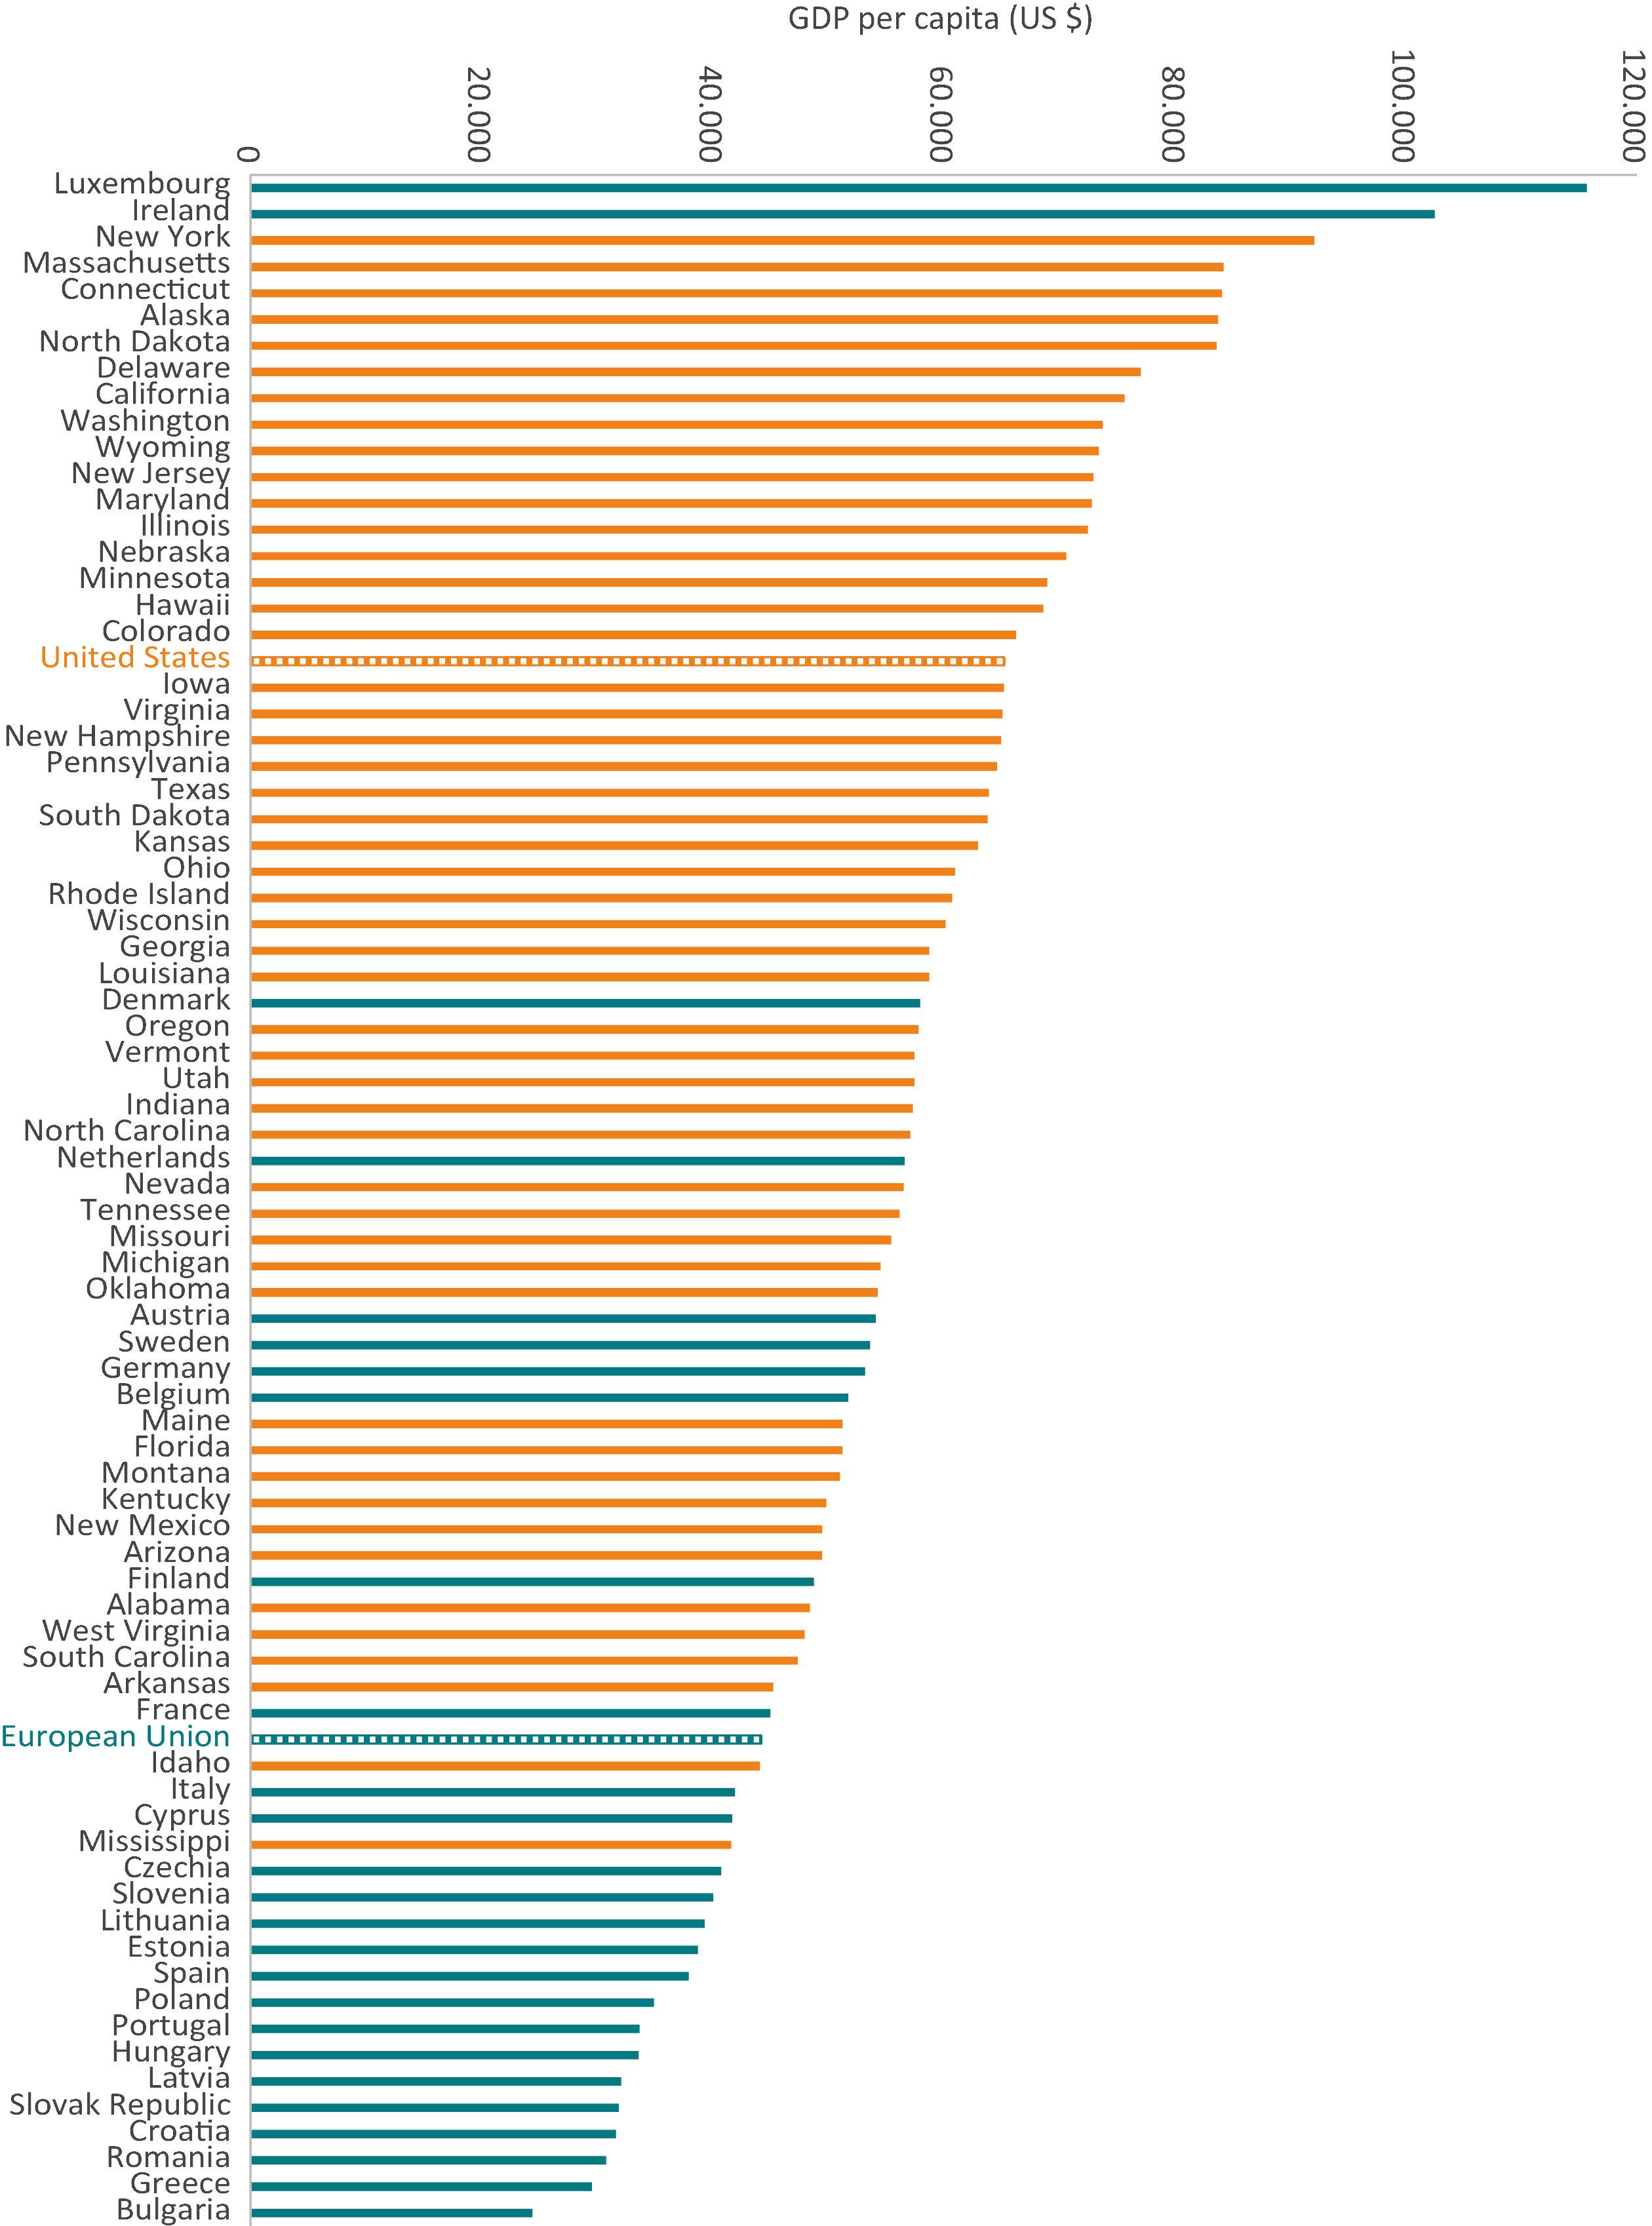 GDP per capita (US $)
0
20.000
40.000
60.000
80.000
100.000
120.000
Luxembourg
Ireland
New York
Massachusetts
Connecticut
Alaska
North Dakota
Delaware
California
Washington
Wyoming
New Jersey
Maryland
Illinois
Nebraska
Minnesota
Hawaii
Colorado
United States
Iowa
Virginia
New Hampshire
Pennsylvania
Texas
South Dakota
Kansas
Ohio
Rhode Island
Wisconsin
Georgia
Louisiana
Denmark
Oregon
Vermont
Utah
Indiana
North Carolina
Netherlands
Nevada
Tennessee
Missouri
Michigan
Oklahoma
Austria
Sweden
Germany
Belgium
Maine
Florida
Montana
Kentucky
New Mexico
Arizona
Finland
Alabama
West Virginia
South Carolina
Arkansas
France
European Union
Idaho
Italy
Cyprus
Mississippi
Czechia
Slovenia
Lithuania
Estonia
Spain
Poland
Portugal
Hungary
Latvia
Slovak Republic
Croatia
Romania
Greece
Bulgaria